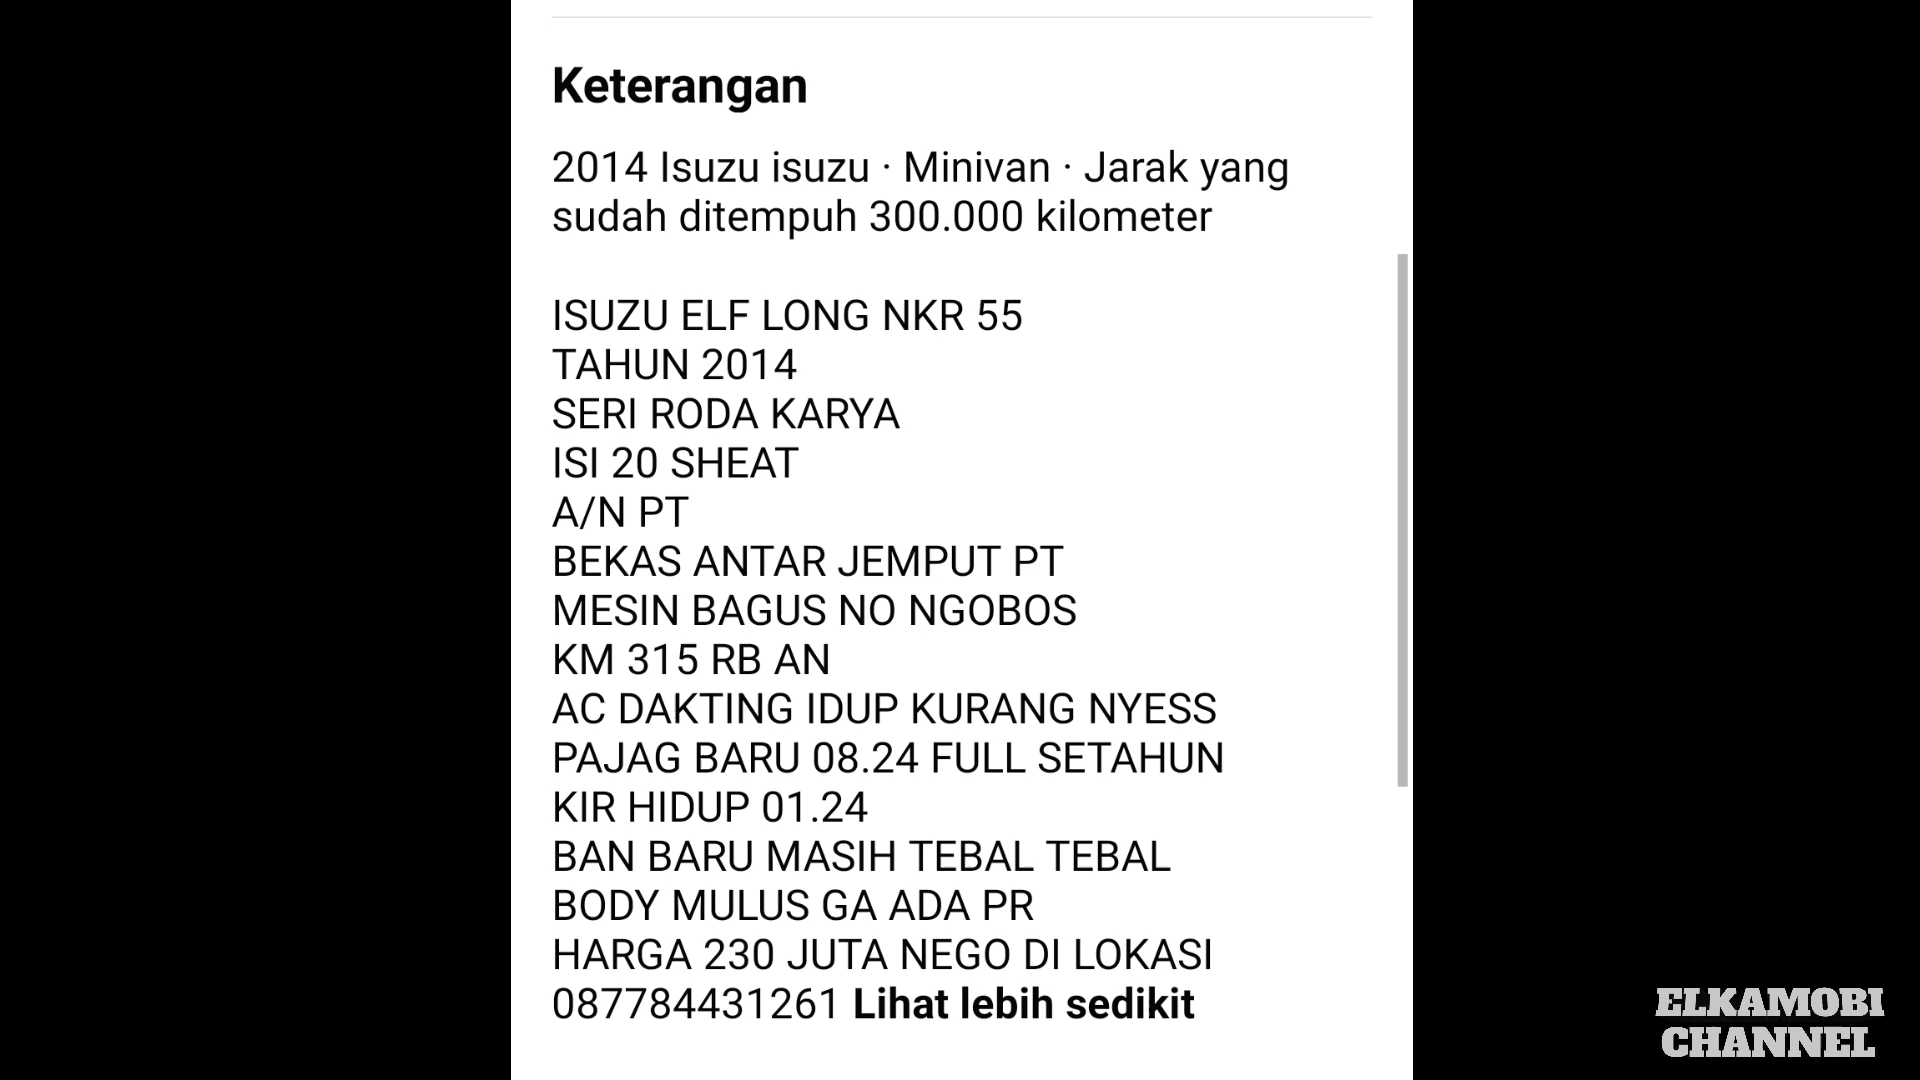 Keterangan
2014 Isuzu isuzu · Minivan · Jarak yang
sudah ditempuh 300.000 kilometer
ISUZU ELF LONG NKR 55
TAHUN 2014
SERI RODA KARYA
ISI 20 SHEAT
A/N PT
BEKAS ANTAR JEMPUT PT
MESIN BAGUS NO NGOBOS
KM 315 RB AN
AC DAKTING IDUP KURANG NYESS
PAJAG BARU 08.24 FULL SETAHUN
KIR HIDUP 01.24
BAN BARU MASIH TEBAL TEBAL
BODY MULUS GA ADA PR
HARGA 230 JUTA NEGO DI LOKASI
087784431261 Lihat lebih sedikit
ELKAMOBI
CHANNEL